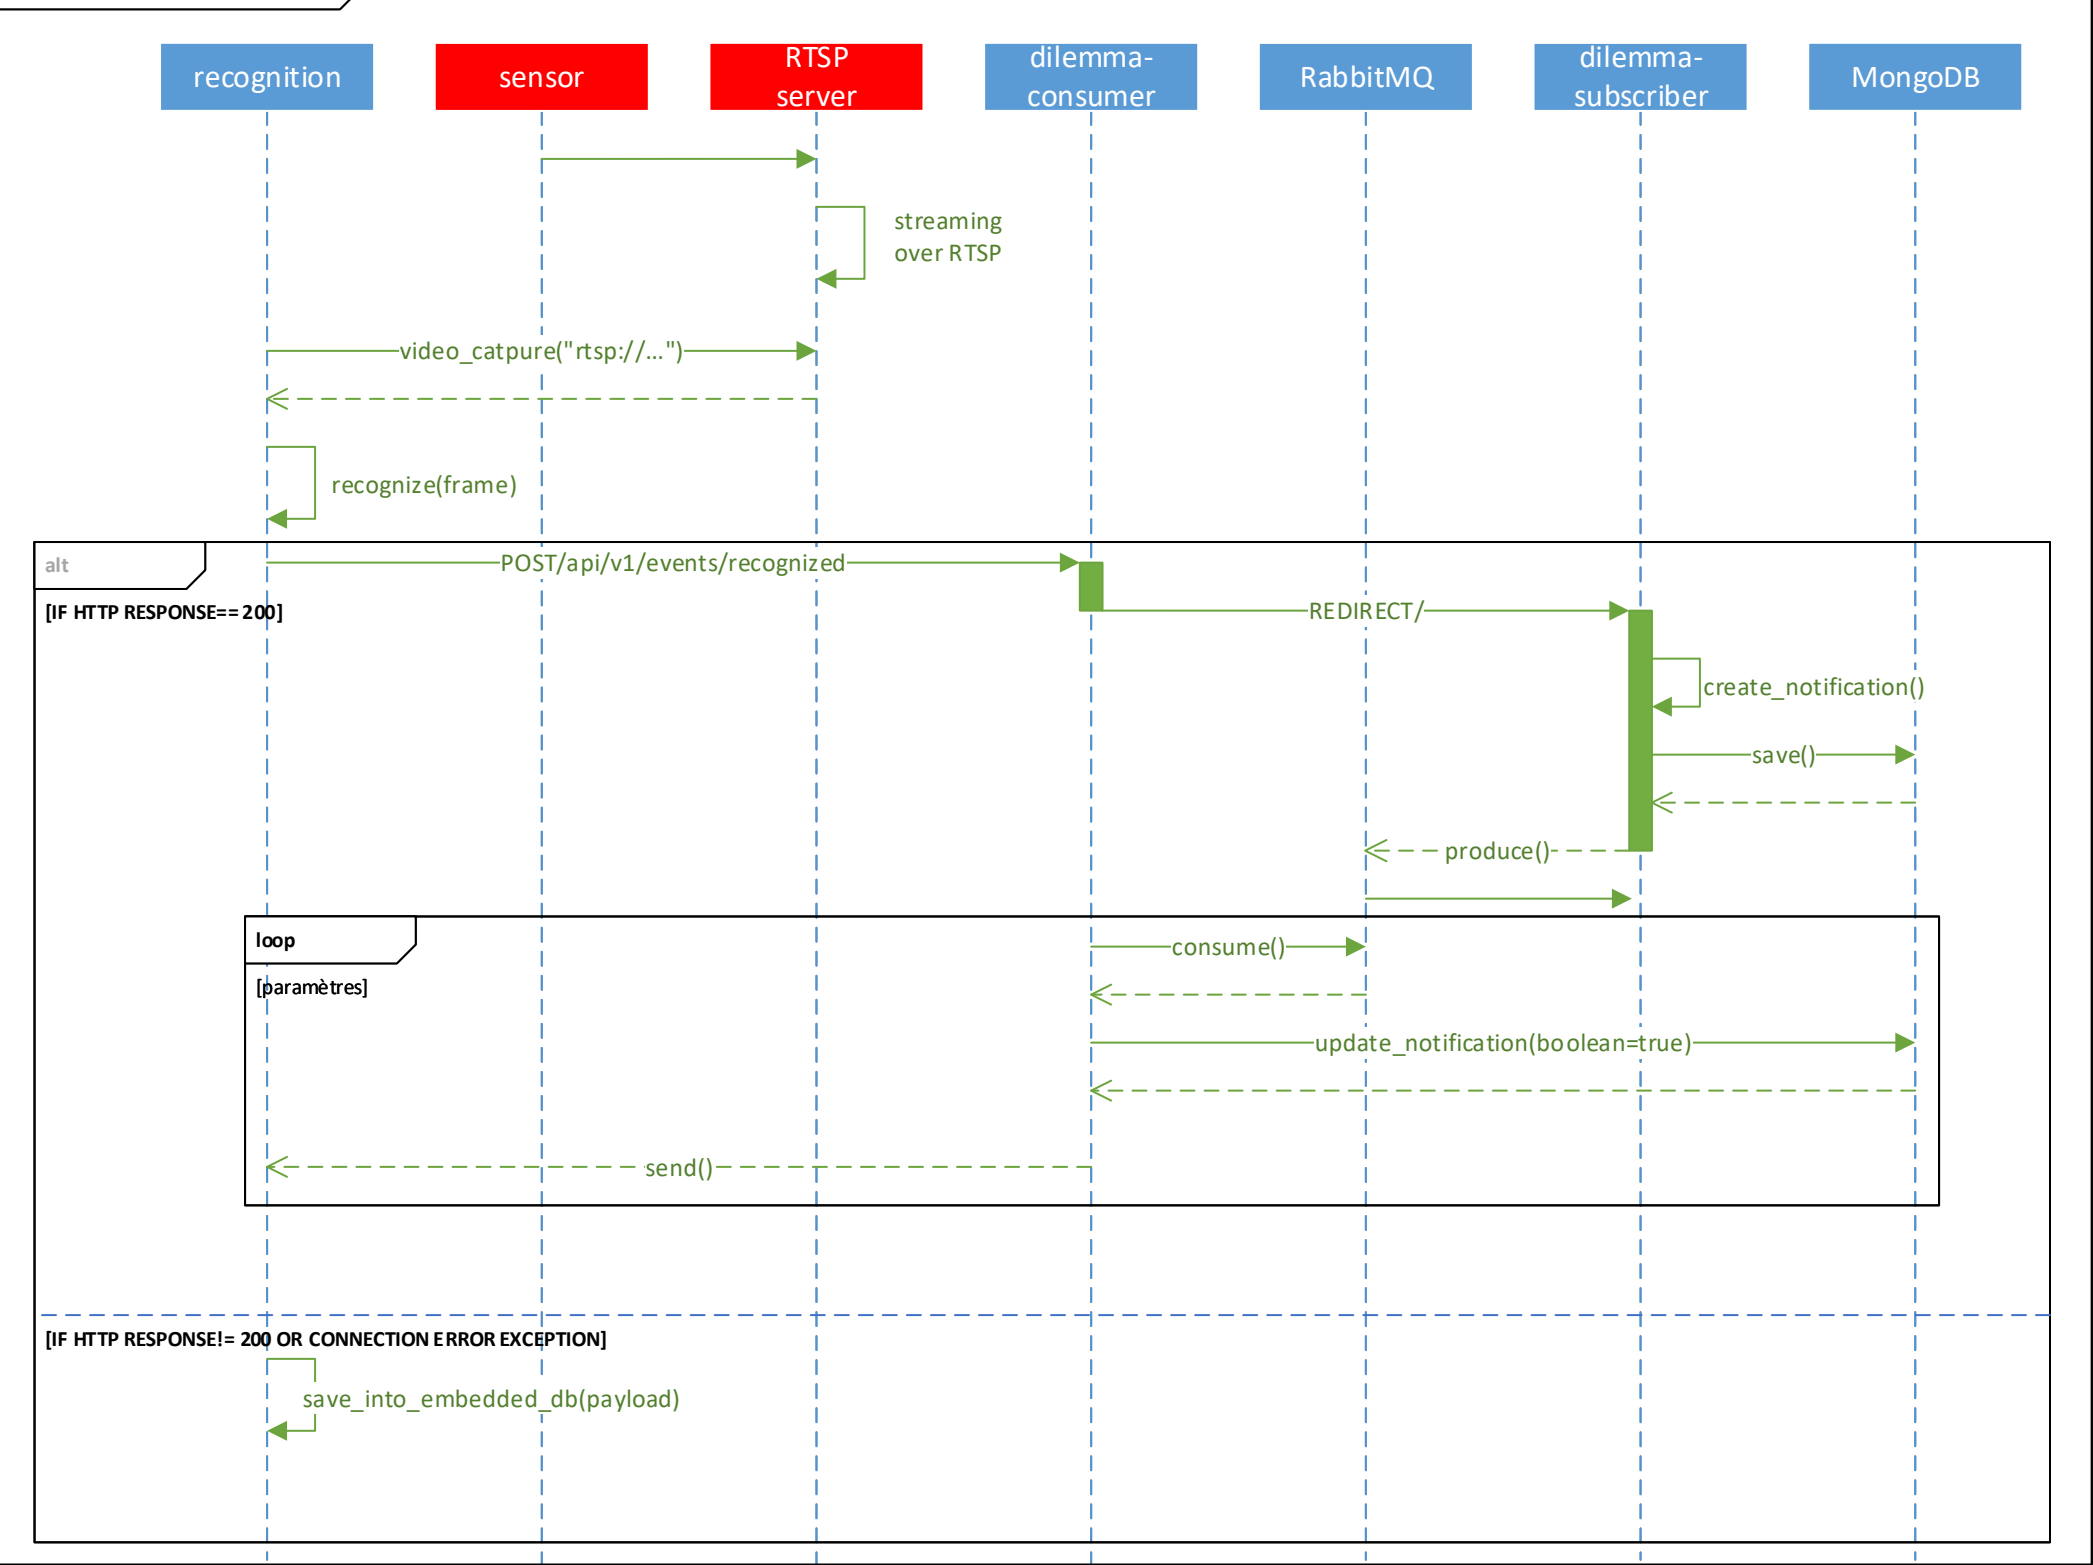 recognition
sensor
RTSP
server
dilemma-
consumer
RabbitMQ
dilemma-
subscriber
MongoDB
streaming
over RTSP
video_catpure("rtsp://...")
recognize(frame)
alt
POST/api/v1/events/recognized
[IF HTTP RESPONSE== 200]
REDIRECT/
create_notification()
save()
produce()
loop
consume()
[paramètres]
update_notification(boolean=true)
send()
[IF HTTP RESPONSE!= 200 OR CONNECTION ERROR EXCEPTION]
save_into_embedded_db(payload)